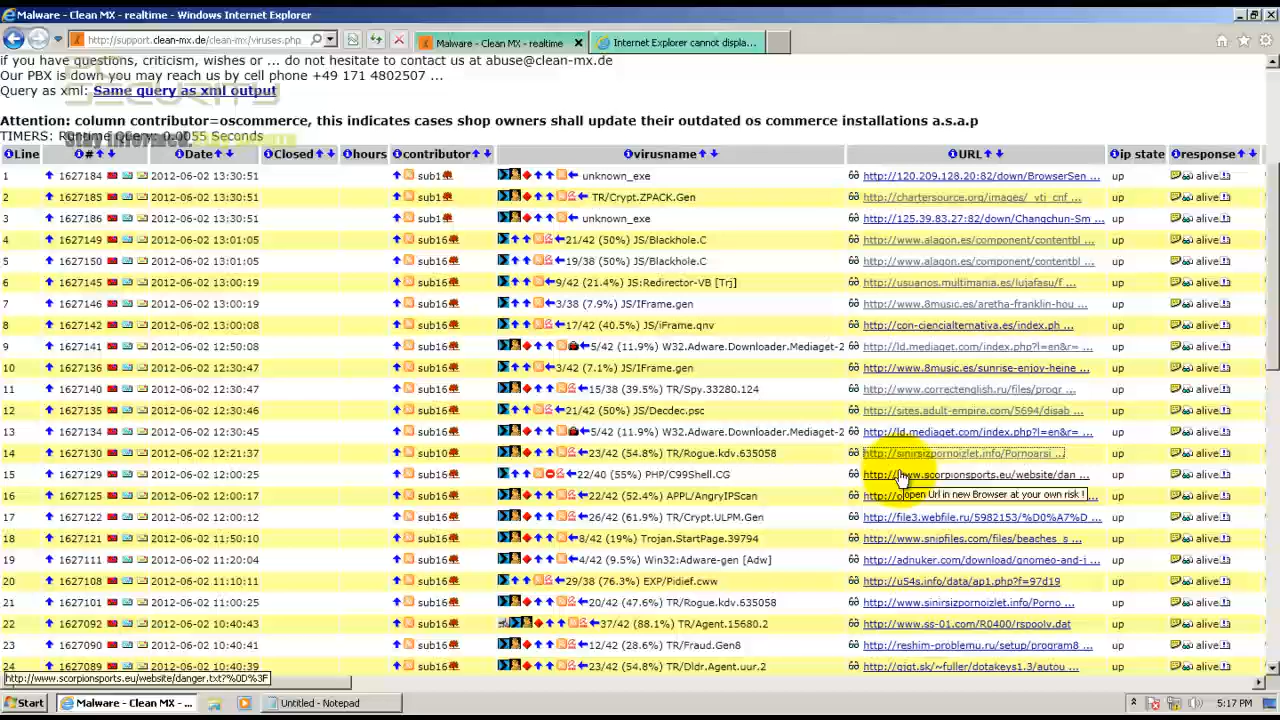 Malware - Clean MX - realtime - Windows Internet Explorer
http://support.clean-mx.de/clean-mx/viruses.php
Malware - Clean MX - realtime
Internet Explorer cannot displa...
if you have questions, criticism, wishes or ... do not hesitate to contact us at abuse@clean-mx.de
Our PBX is down you may reach us by cell phone +49 171 4802507 ...
Query as xml: Same query as xml output
SECURITY
Attention: column contributor=oscommerce, this indicates cases shop owners shall update their outdated os commerce installations a.s.a.p
TIMERS: Runtime Query: 0.0055 Seconds
Stay informed. Stay secure
Line # Date Closed hours contributor virusname URL ip state response
1 1627184 2012-06-02 13:30:51 sub1 unknown_exe http://120.209.128.20:82/down/BrowserSen ... up alive
2 1627185 2012-06-02 13:30:51 sub1 TR/Crypt.ZPACK.Gen http://chartersource.org/images/_vti_cnf ... up alive
3 1627186 2012-06-02 13:30:51 sub1 unknown_exe http://125.39.83.27:82/down/Changchun-Sm ... up alive
4 1627149 2012-06-02 13:01:05 sub16 21/42 (50%) JS/Blackhole.C http://www.alagon.es/component/contentbl ... up alive
5 1627150 2012-06-02 13:01:05 sub16 19/38 (50%) JS/Blackhole.C http://www.alagon.es/component/contentbl ... up alive
6 1627145 2012-06-02 13:00:19 sub16 9/42 (21.4%) JS:Redirector-VB [Trj] http://usuanos.multimania.es/lujafasu/f ... up alive
7 1627146 2012-06-02 13:00:19 sub16 3/38 (7.9%) JS/IFrame.gen http://www.8music.es/aretha-franklin-hou ... up alive
8 1627142 2012-06-02 13:00:08 sub16 17/42 (40.5%) JS/iFrame.qnv http://con-ciencialternativa.es/index.ph ... up alive
9 1627141 2012-06-02 12:50:08 sub16 5/42 (11.9%) W32.Adware.Downloader.Mediaget-2 http://ld.mediaget.com/index.php?l=en&r= ... up alive
10 1627136 2012-06-02 12:30:47 sub16 3/42 (7.1%) JS/IFrame.gen http://www.8music.es/sunrise-enjoy-heine ... up alive
11 1627140 2012-06-02 12:30:47 sub16 15/38 (39.5%) TR/Spy.33280.124 http://www.correctenglish.ru/files/progr ... up alive
12 1627135 2012-06-02 12:30:46 sub16 21/42 (50%) JS/Decdec.psc http://sites.adult-empire.com/5694/disab ... up alive
13 1627134 2012-06-02 12:30:45 sub16 5/42 (11.9%) W32.Adware.Downloader.Mediaget-2 http://ld.mediaget.com/index.php?l=en&r= ... up alive
14 1627130 2012-06-02 12:21:37 sub10 23/42 (54.8%) TR/Rogue.kdv.635058 http://sinirsizpornoizlet.info/Pornoarsi ... up alive
15 1627129 2012-06-02 12:00:51 sub16 22/40 (55%) PHP/C99Shell.CG http://www.scorpionsports.eu/website/dan ... up alive
16 1627125 2012-06-02 12:00:17 sub16 22/42 (52.4%) APPL/AngryIPScan up alive
open Url in new Browser at your own risk !
17 1627122 2012-06-02 12:00:12 sub16 26/42 (61.9%) TR/Crypt.ULPM.Gen http://file3.webfile.ru/5982153/%D0%A7%D ... up alive
18 1627121 2012-06-02 11:50:10 sub16 8/42 (19%) Trojan.StartPage.39794 http://www.snipfiles.com/files/beaches_s ... up alive
19 1627111 2012-06-02 11:20:04 sub16 4/42 (9.5%) Win32:Adware-gen [Adw] http://adnuker.com/download/gnomeo-and-i ... up alive
20 1627108 2012-06-02 11:10:11 sub16 29/38 (76.3%) EXP/Pidief.cww http://u54s.info/data/ap1.php?f=97d19 up alive
21 1627101 2012-06-02 11:00:25 sub16 20/42 (47.6%) TR/Rogue.kdv.635058 http://www.sinirsizpornoizlet.info/Porno ... up alive
22 1627092 2012-06-02 10:40:43 sub16 37/42 (88.1%) TR/Agent.15680.2 http://www.ss-01.com/R0400/rspoolv.dat up alive
23 1627090 2012-06-02 10:40:41 sub16 12/42 (28.6%) TR/Fraud.Gen8 http://reshim-problemu.ru/setup/program8 ... up alive
24 1627089 2012-06-02 10:40:39 sub16 23/42 (54.8%) TR/Dldr.Agent.uur.2 http://gjgt.sk/~fuller/dotakeys1.3/autou ... up alive
http://www.scorpionsports.eu/website/danger.txt?%0D%3F
Start Malware - Clean MX - ... Untitled - Notepad 5:17 PM